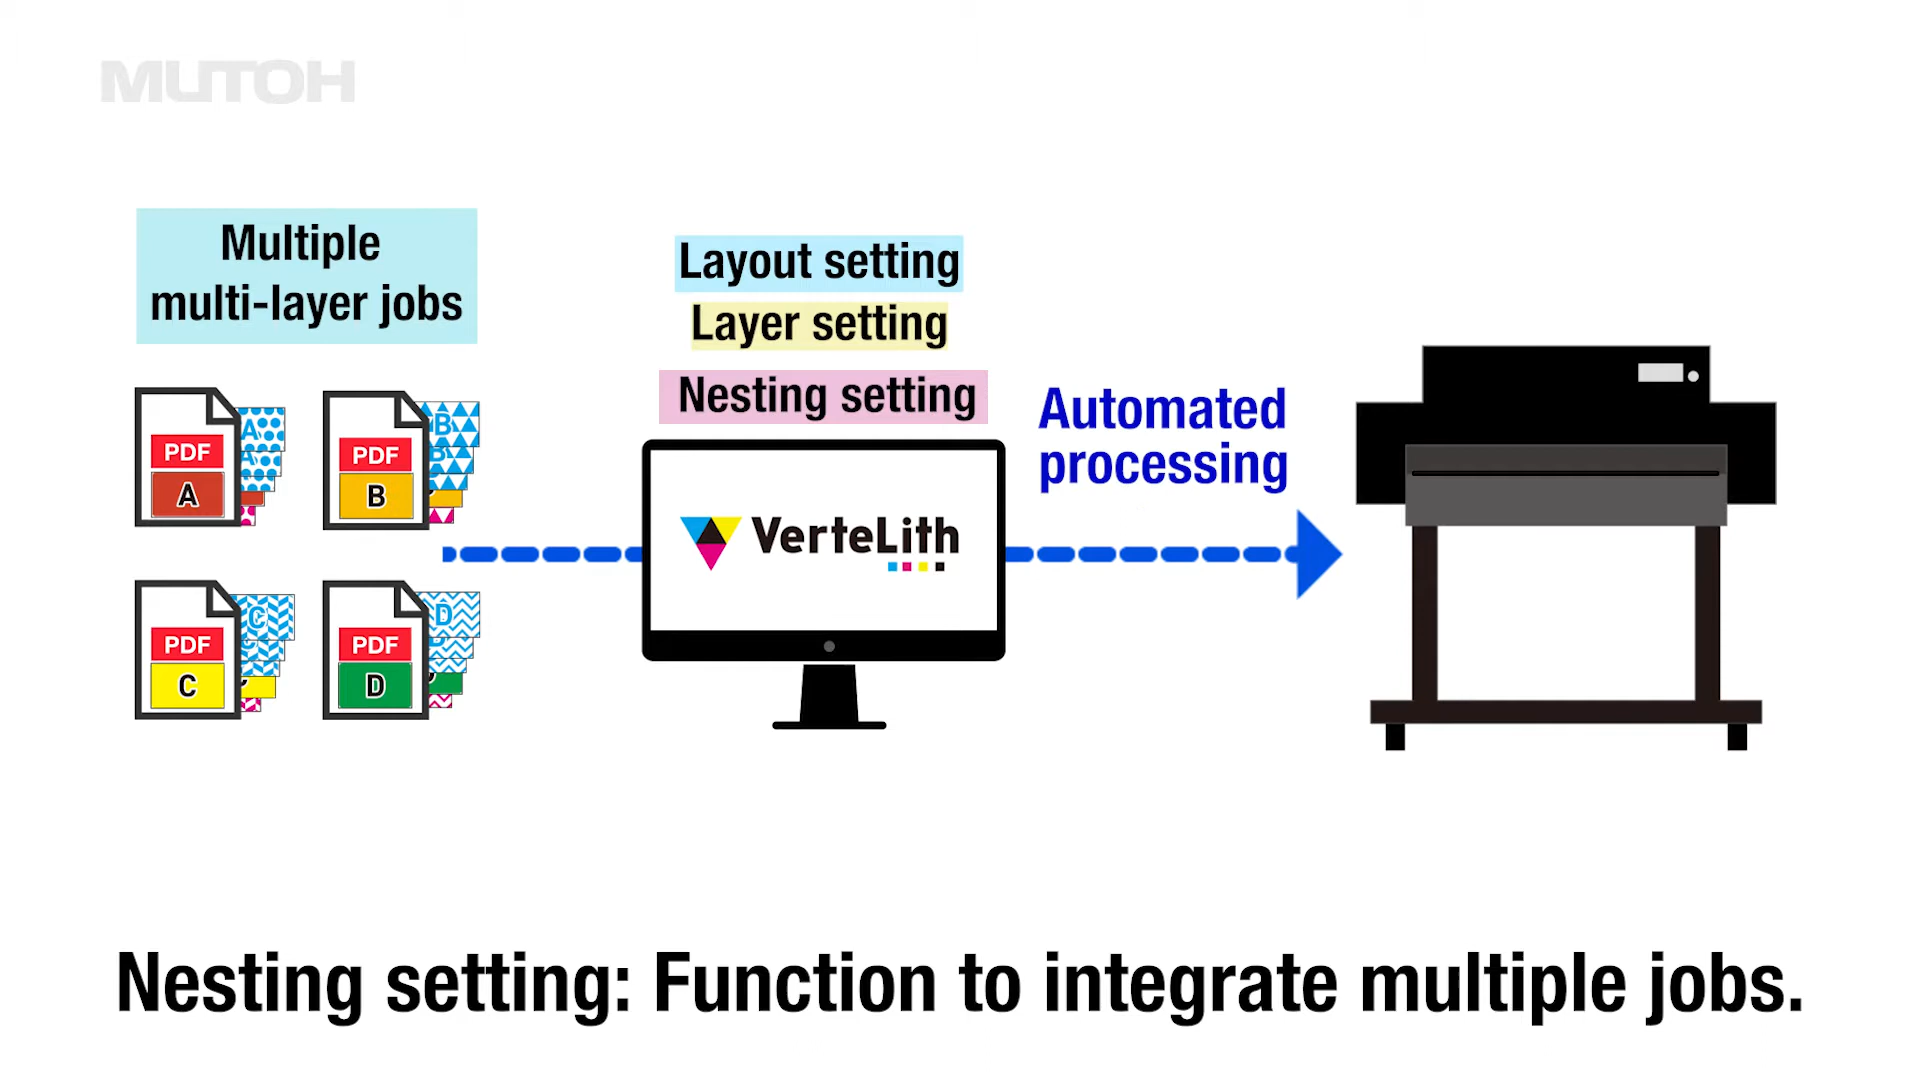 MUTOH
Multiple
multi-layer jobs
Layout setting
Layer setting
Nesting setting
Automated
processing
PDF
A
A
PDF
B
B
B
VerteLith
PDF
C
C
PDF
D
D
Nesting setting: Function to integrate multiple jobs.